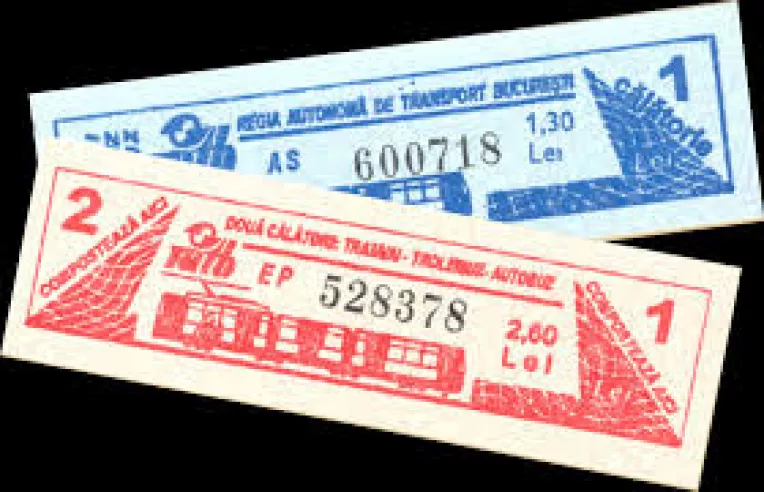 REGIA AUTONOMĂ DE TRANSPORT BUCUREŞTI
AS 600718
1,30
Lei
1
călătorie
2
COMPOSTEAZĂ AICI
DOUĂ CĂLĂTORII: TRAMVAI - TROLEIBUZ - AUTOBUZ
ratb
EP 528378
2,60
Lei
1
COMPOSTEAZĂ AICI